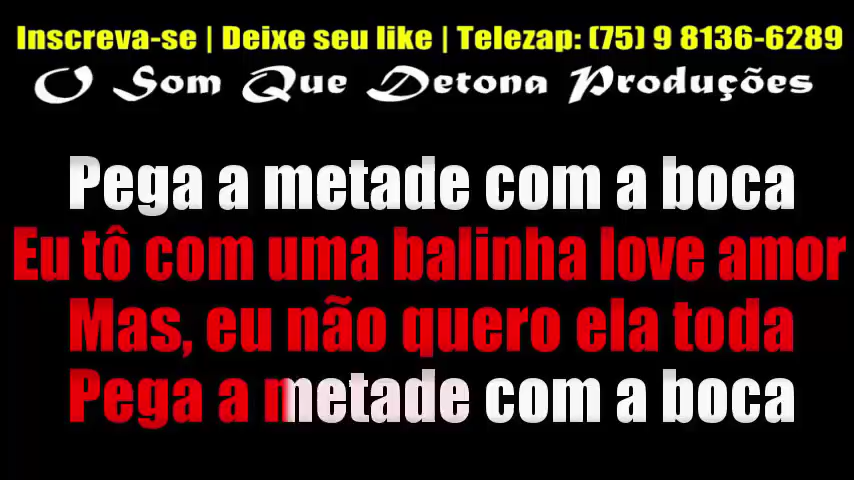 Inscreva-se | Deixe seu like | Telezap: (75) 9 8136-6289
O Som Que Detona Produções
Pega a metade com a boca
Eu tô com uma balinha love amor
Mas, eu não quero ela toda
Pega a metade com a boca